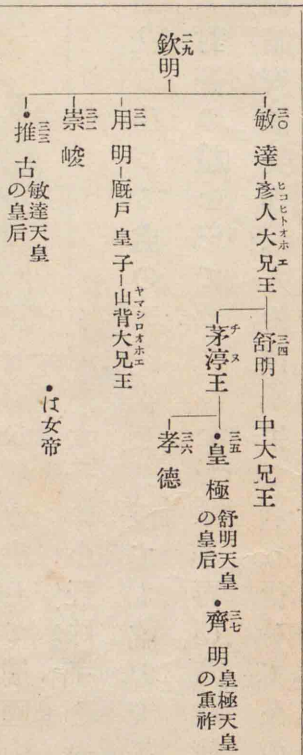 二九
欽明
三〇
敏達
ヒコヒトオホエ
彦人大兄王
三四
舒明
中大兄王
チヌ
茅渟王
三五
・皇極
舒明天皇
の皇后
三七
・齊明
皇極天皇
の重祚
三六
孝德
三一
用明
厩戸皇子
ヤマシロオホエ
山背大兄王
三二
崇峻
三三
・推古
敏達天皇
の皇后
・は女帝